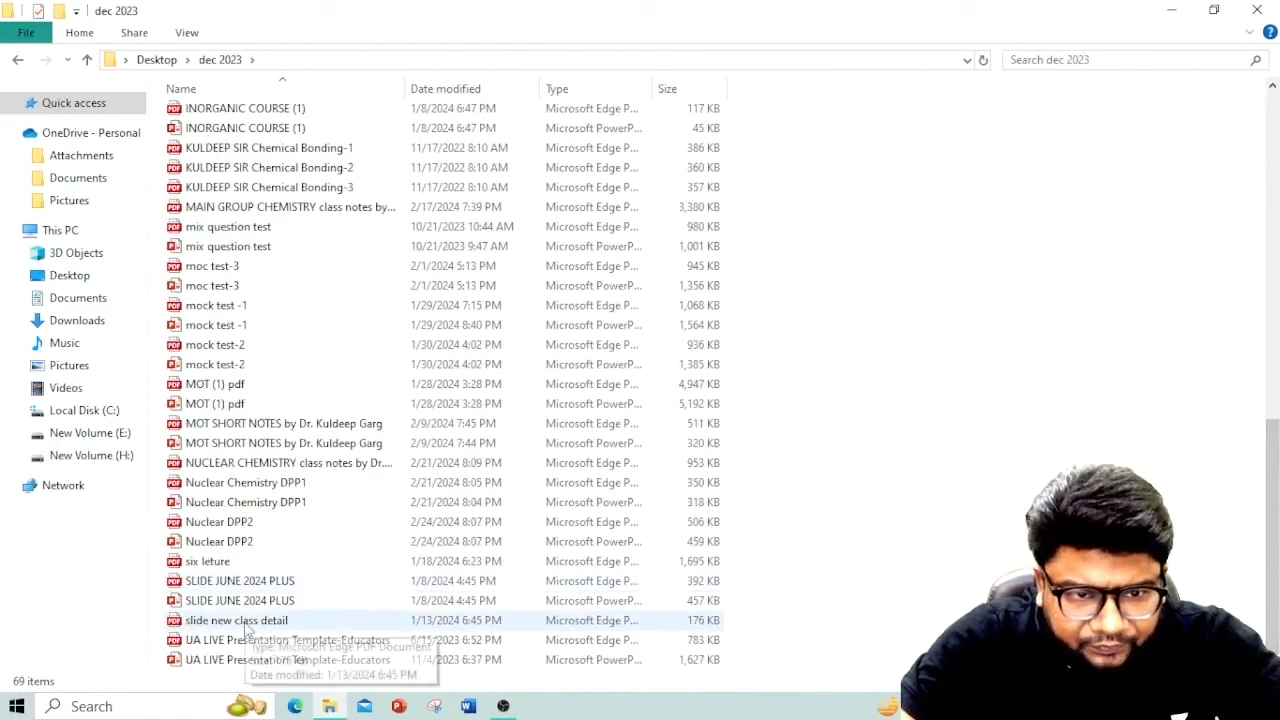 dec 2023
File Home Share View
Desktop dec 2023 Search dec 2023
Name Date modified Type Size
Quick access
OneDrive - Personal
Attachments
Documents
Pictures
This PC
3D Objects
Desktop
Documents
Downloads
Music
Pictures
Videos
Local Disk (C:)
New Volume (E:)
New Volume (H:)
Network
INORGANIC COURSE (1) 1/8/2024 6:47 PM Microsoft Edge P... 117 KB
INORGANIC COURSE (1) 1/8/2024 6:47 PM Microsoft PowerP... 45 KB
KULDEEP SIR Chemical Bonding-1 11/17/2022 8:10 AM Microsoft Edge P... 386 KB
KULDEEP SIR Chemical Bonding-2 11/17/2022 8:10 AM Microsoft Edge P... 360 KB
KULDEEP SIR Chemical Bonding-3 11/17/2022 8:10 AM Microsoft Edge P... 357 KB
MAIN GROUP CHEMISTRY class notes by... 2/17/2024 7:39 PM Microsoft Edge P... 3,380 KB
mix question test 10/21/2023 10:44 AM Microsoft Edge P... 980 KB
mix question test 10/21/2023 9:47 AM Microsoft PowerP... 1,001 KB
moc test-3 2/1/2024 5:13 PM Microsoft Edge P... 945 KB
moc test-3 2/1/2024 5:13 PM Microsoft PowerP... 1,356 KB
mock test -1 1/29/2024 7:15 PM Microsoft Edge P... 1,068 KB
mock test -1 1/29/2024 8:40 PM Microsoft PowerP... 1,564 KB
mock test-2 1/30/2024 4:02 PM Microsoft Edge P... 936 KB
mock test-2 1/30/2024 4:02 PM Microsoft PowerP... 1,385 KB
MOT (1) pdf 1/28/2024 3:28 PM Microsoft Edge P... 4,947 KB
MOT (1) pdf 1/28/2024 3:28 PM Microsoft PowerP... 5,192 KB
MOT SHORT NOTES by Dr. Kuldeep Garg 2/9/2024 7:45 PM Microsoft Edge P... 511 KB
MOT SHORT NOTES by Dr. Kuldeep Garg 2/9/2024 7:44 PM Microsoft PowerP... 320 KB
NUCLEAR CHEMISTRY class notes by Dr.... 2/21/2024 8:09 PM Microsoft Edge P... 953 KB
Nuclear Chemistry DPP1 2/21/2024 8:05 PM Microsoft Edge P... 350 KB
Nuclear Chemistry DPP1 2/21/2024 8:04 PM Microsoft PowerP... 318 KB
Nuclear DPP2 2/24/2024 8:07 PM Microsoft Edge P... 506 KB
Nuclear DPP2 2/24/2024 8:07 PM Microsoft PowerP... 459 KB
six leture 1/18/2024 6:23 PM Microsoft Edge P... 1,695 KB
SLIDE JUNE 2024 PLUS 1/8/2024 4:45 PM Microsoft Edge P... 392 KB
SLIDE JUNE 2024 PLUS 1/8/2024 4:45 PM Microsoft PowerP... 457 KB
slide new class detail 1/13/2024 6:45 PM Microsoft Edge P... 176 KB
UA LIVE Presentation Template-Educators 6/15/2023 6:52 PM Microsoft Edge P... 783 KB
UA LIVE Presentation Template-Educators 11/4/2023 6:37 PM Microsoft PowerP... 1,627 KB
Type: Microsoft Edge PDF Document
Date modified: 1/13/2024 6:45 PM
69 items
Search